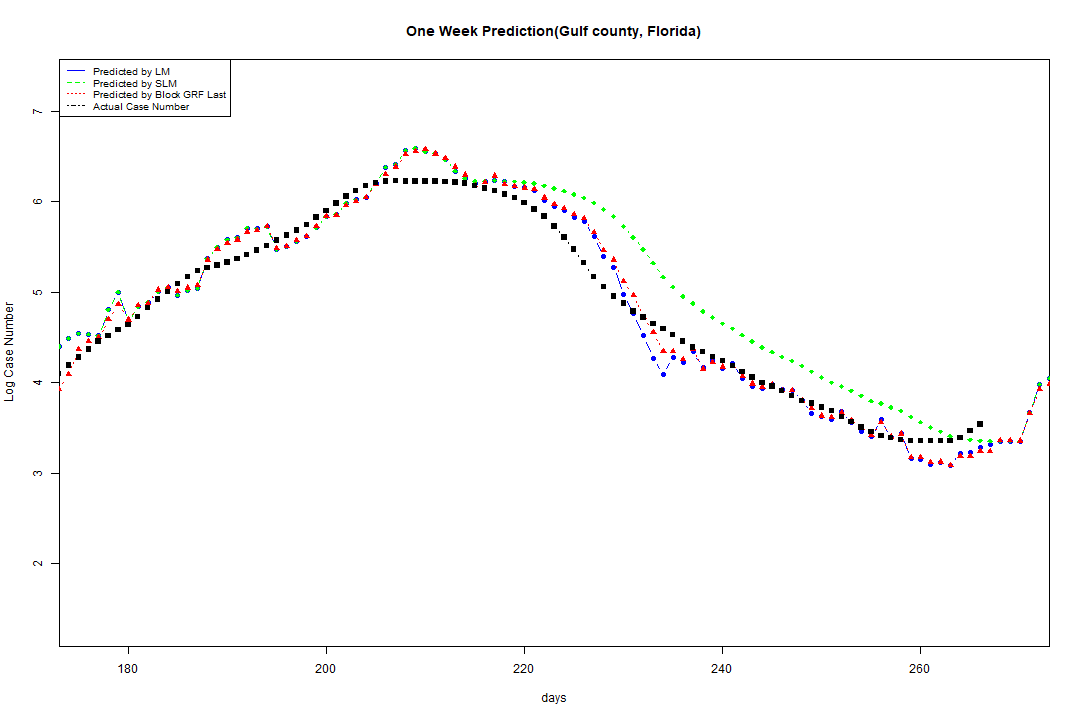 One Week Prediction(Gulf county, Florida)
Predicted by LM
Predicted by SLM
Predicted by Block GRF Last
Actual Case Number
7
6
5
4
3
2
Log Case Number
180 200 220 240 260
days